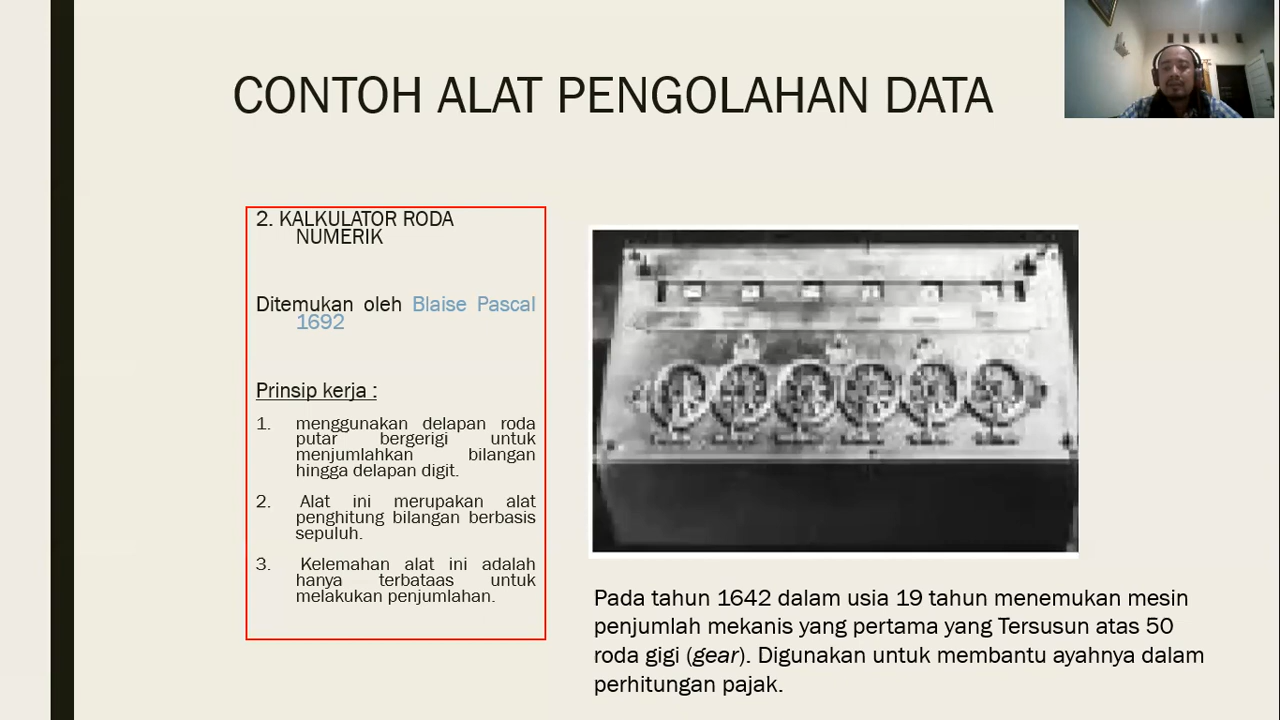 CONTOH ALAT PENGOLAHAN DATA
2. KALKULATOR RODA
NUMERIK
Ditemukan oleh Blaise Pascal
1692
Prinsip kerja :
1. menggunakan delapan roda
putar bergerigi untuk
menjumlahkan bilangan
hingga delapan digit.
2. Alat ini merupakan alat
penghitung bilangan berbasis
sepuluh.
3. Kelemahan alat ini adalah
hanya terbataas untuk
melakukan penjumlahan.
Pada tahun 1642 dalam usia 19 tahun menemukan mesin
penjumlah mekanis yang pertama yang Tersusun atas 50
roda gigi (gear). Digunakan untuk membantu ayahnya dalam
perhitungan pajak.